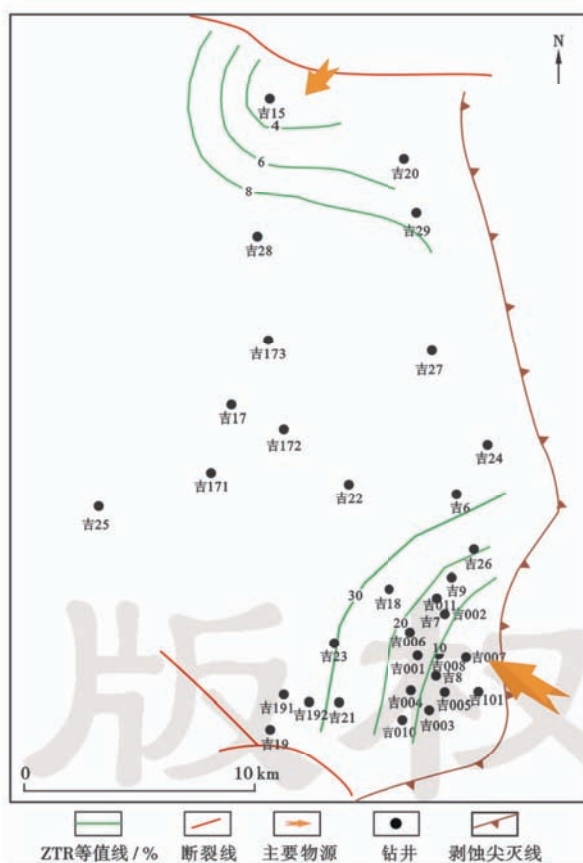 N
吉15
4
吉20
6
8
吉29
吉28
吉173
吉27
吉17
吉172
吉24
吉171
吉22
吉6
吉25
吉26
30
吉9
吉18
吉011
吉002
吉7
20
吉006
吉23
10
吉007
吉001
吉008
吉8
吉004
吉005
吉101
吉191
吉192
吉21
吉003
吉010
吉19
版权
0
10 km
ZTR等值线/%
断裂线
主要物源
钻井
剥蚀尖灭线